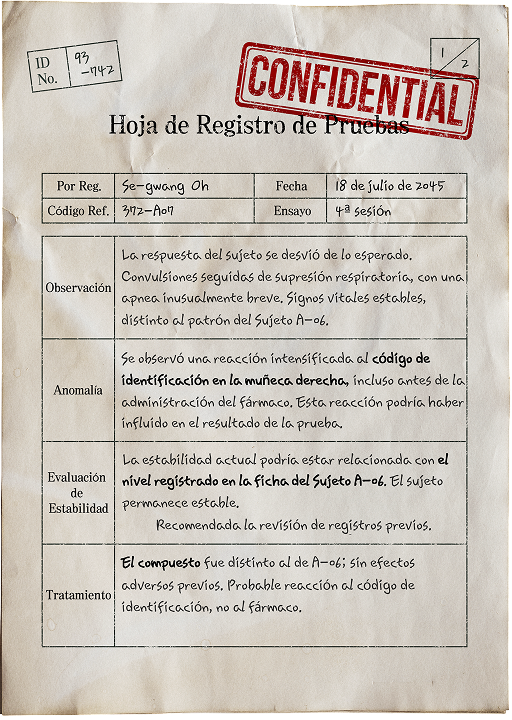 ID No. 93-742
1/2
CONFIDENTIAL
Hoja de Registro de Pruebas
Por Reg. Se-gwang Oh Fecha 18 de julio de 2045
Código Ref. 372-A07 Ensayo 4ª sesión
Observación
La respuesta del sujeto se desvió de lo esperado.
Convulsiones seguidas de supresión respiratoria, con una
apnea inusualmente breve. Signos vitales estables,
distinto al patrón del Sujeto A-06.
Anomalía
Se observó una reacción intensificada al código de
identificación en la muñeca derecha, incluso antes de la
administración del fármaco. Esta reacción podría haber
influido en el resultado de la prueba.
Evaluación
de
Estabilidad
La estabilidad actual podría estar relacionada con el
nivel registrado en la ficha del Sujeto A-06. El sujeto
permanece estable.
Recomendada la revisión de registros previos.
Tratamiento
El compuesto fue distinto al de A-06; sin efectos
adversos previos. Probable reacción al código de
identificación, no al fármaco.